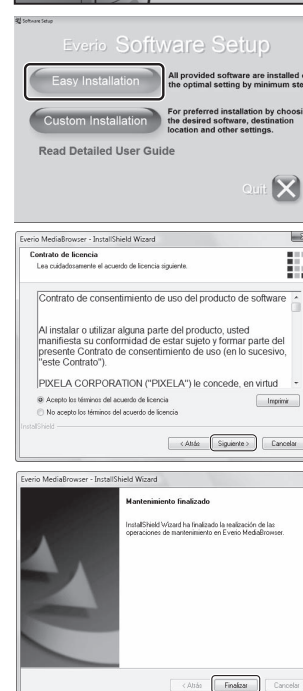 Software Setup
Everio Software Setup
Easy Installation
All provided software are installed
the optimal setting by minimum
Custom Installation
For preferred installation by
the desired software, destination
location and other settings.
Read Detailed User Guide
Quit
Everio MediaBrowser - InstallShield Wizard
Contrato de licencia
Lea cuidadosamente el acuerdo de licencia siguiente.
Contrato de consentimiento de uso del producto de software
Al instalar o utilizar alguna parte del producto, usted
manifiesta su conformidad de estar sujeto y formar parte del
presente Contrato de consentimiento de uso (en lo sucesivo,
"este Contrato").
PIXELA CORPORATION ("PIXELA") le concede, en virtud
Acepto los términos del acuerdo de licencia
Imprimir
No acepto los términos del acuerdo de licencia
InstallShield
< Atrás
Siguiente >
Cancelar
Everio MediaBrowser - InstallShield Wizard
Mantenimiento finalizado
InstallShield Wizard ha finalizado la realización de las
operaciones de mantenimiento en Everio MediaBrowser.
< Atrás
Finalizar
Cancelar